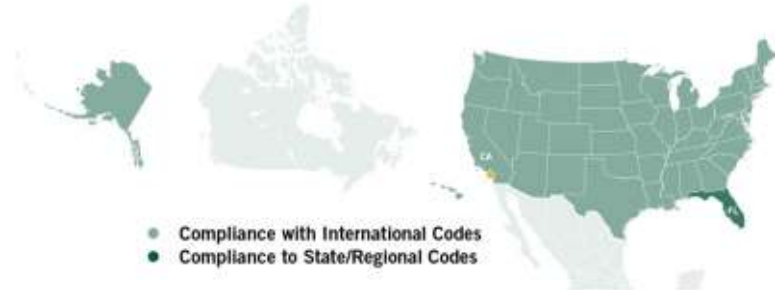 CA
FL
Compliance with International Codes
Compliance to State/Regional Codes